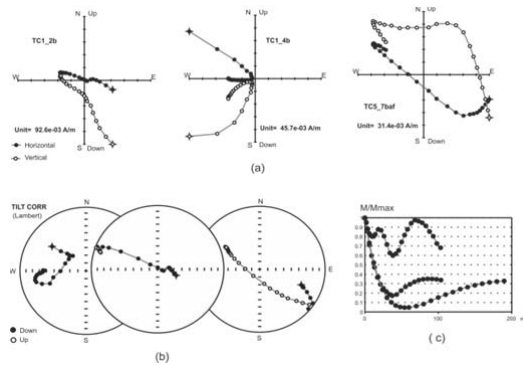 N
Up
TC1_2b
W
E
Unit= 92.6e-03 A/m
S
Down
Horizontal
Vertical
N
Up
TC1_4b
W
E
Unit= 45.7e-03 A/m
S
Down
N
Up
W
E
TC5_7baf
Unit= 31.4e-03 A/m
S
Down
(a)
TILT CORR
(Lambert)
N
N
N
W
E
S
S
S
Down
Up
(b)
M/Mmax
0.9
0.8
0.7
0.6
0.5
0.4
0.3
0.2
0.1
0
0
100
200
(c)